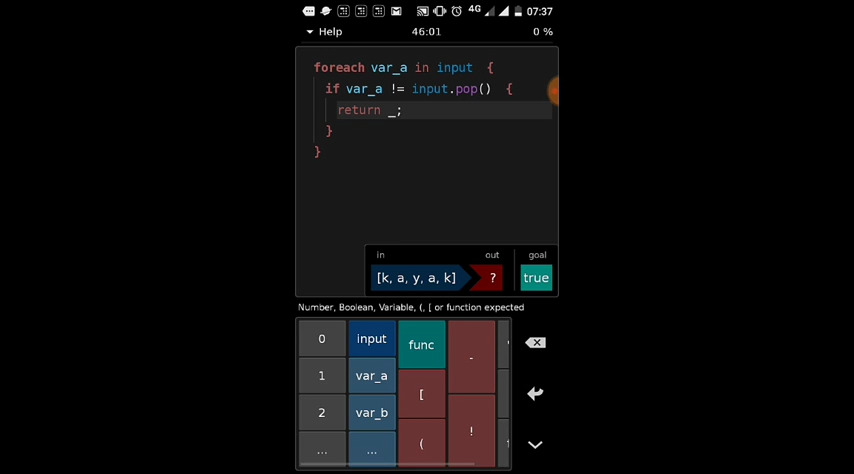 4G 07:37
Help 46:01 0 %
foreach var_a in input {
if var_a != input.pop() {
return _;
}
}
in out goal
[k, a, y, a, k] ? true
Number, Boolean, Variable, (, [ or function expected
0 input func -
1 var_a [
2 var_b !
... ... (